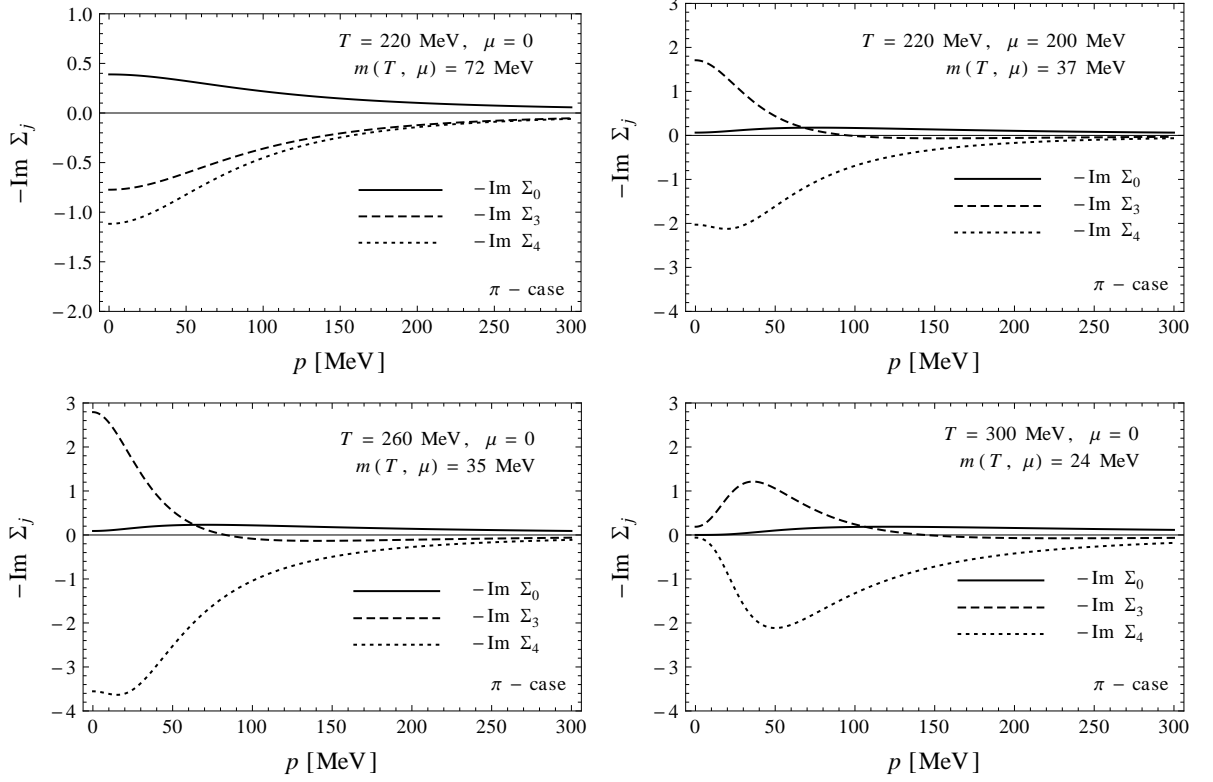 T = 220 MeV, μ = 0
m(T, μ) = 72 MeV
1.0
0.5
0.0
−0.5
−1.0
−1.5
−2.0
−Im Σj
−Im Σ0
−Im Σ3
−Im Σ4
π − case
0 50 100 150 200 250 300
p [MeV]
T = 220 MeV, μ = 200 MeV
m(T, μ) = 37 MeV
3
2
1
0
−1
−2
−3
−4
−Im Σj
−Im Σ0
−Im Σ3
−Im Σ4
π − case
0 50 100 150 200 250 300
p [MeV]
T = 260 MeV, μ = 0
m(T, μ) = 35 MeV
3
2
1
0
−1
−2
−3
−4
−Im Σj
−Im Σ0
−Im Σ3
−Im Σ4
π − case
0 50 100 150 200 250 300
p [MeV]
T = 300 MeV, μ = 0
m(T, μ) = 24 MeV
3
2
1
0
−1
−2
−3
−4
−Im Σj
−Im Σ0
−Im Σ3
−Im Σ4
π − case
0 50 100 150 200 250 300
p [MeV]